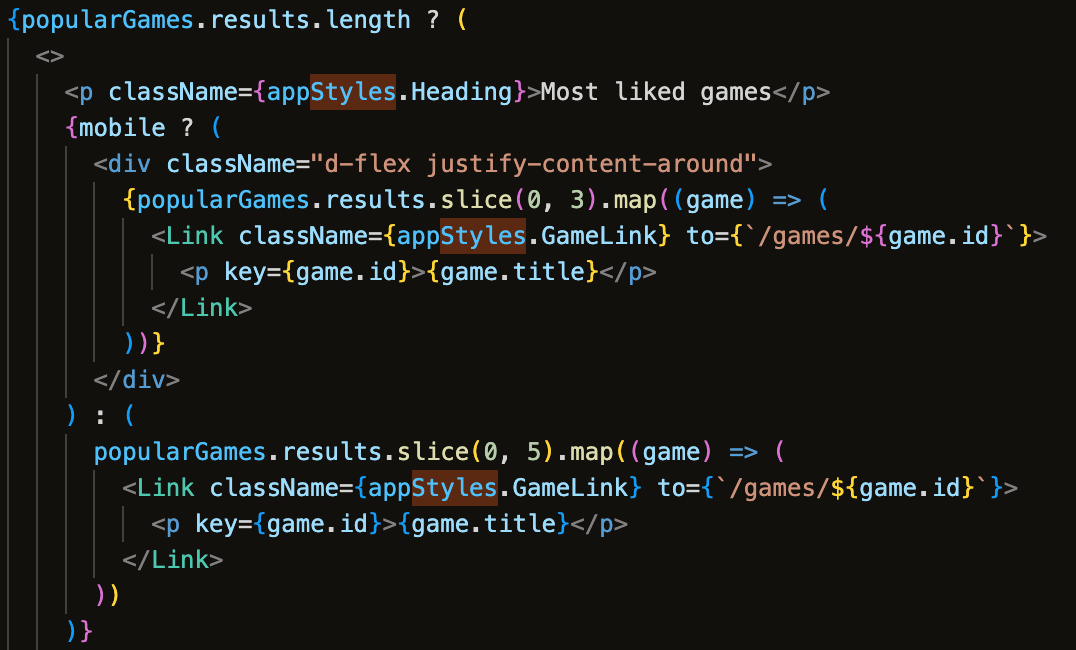 {popularGames.results.length ? (
<>
<p className={appStyles.Heading}>Most liked games</p>
{mobile ? (
<div className="d-flex justify-content-around">
{popularGames.results.slice(0, 3).map((game) => (
<Link className={appStyles.GameLink} to={`/games/${game.id}`}>
<p key={game.id}>{game.title}</p>
</Link>
))}
</div>
) : (
popularGames.results.slice(0, 5).map((game) => (
<Link className={appStyles.GameLink} to={`/games/${game.id}`}>
<p key={game.id}>{game.title}</p>
</Link>
))
)}